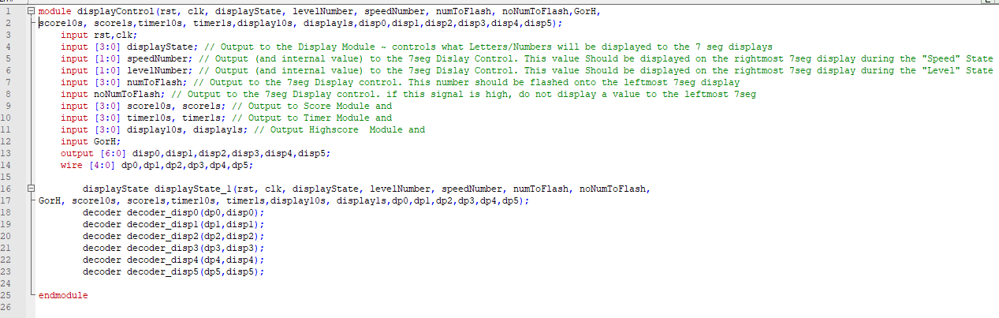 1 module displayControl(rst, clk, displayState, levelNumber, speedNumber, numToFlash, noNumToFlash,GorH,
2 score10s, score1s,timer10s, timer1s,display10s, display1s,disp0,disp1,disp2,disp3,disp4,disp5);
3 input rst,clk;
4 input [3:0] displayState; // Output to the Display Module ~ controls what Letters/Numbers will be displayed to the 7 seg displays
5 input [1:0] speedNumber; // Output (and internal value) to the 7seg Dislay Control. This value Should be displayed on the rightmost 7seg display during the "Speed" State
6 input [1:0] levelNumber; // Output (and internal value) to the 7seg Dislay Control. This value Should be displayed on the rightmost 7seg display during the "Level" State
7 input [3:0] numToFlash; // Output to the 7seg Display control. This number should be flashed onto the leftmost 7seg display
8 input noNumToFlash; // Output to the 7seg Display control. if this signal is high, do not display a value to the leftmost 7seg
9 input [3:0] score10s, score1s; // Output to Score Module and
10 input [3:0] timer10s, timer1s; // Output to Timer Module and
11 input [3:0] display10s, display1s; // Output Highscore  Module and
12 input GorH;
13 output [6:0] disp0,disp1,disp2,disp3,disp4,disp5;
14 wire [4:0] dp0,dp1,dp2,dp3,dp4,dp5;
15
16 displayState displayState_1(rst, clk, displayState, levelNumber, speedNumber, numToFlash, noNumToFlash,
17 GorH, score10s, score1s,timer10s, timer1s,display10s, display1s,dp0,dp1,dp2,dp3,dp4,dp5);
18 decoder decoder_disp0(dp0,disp0);
19 decoder decoder_disp1(dp1,disp1);
20 decoder decoder_disp2(dp2,disp2);
21 decoder decoder_disp3(dp3,disp3);
22 decoder decoder_disp4(dp4,disp4);
23 decoder decoder_disp5(dp5,disp5);
24
25 endmodule
26